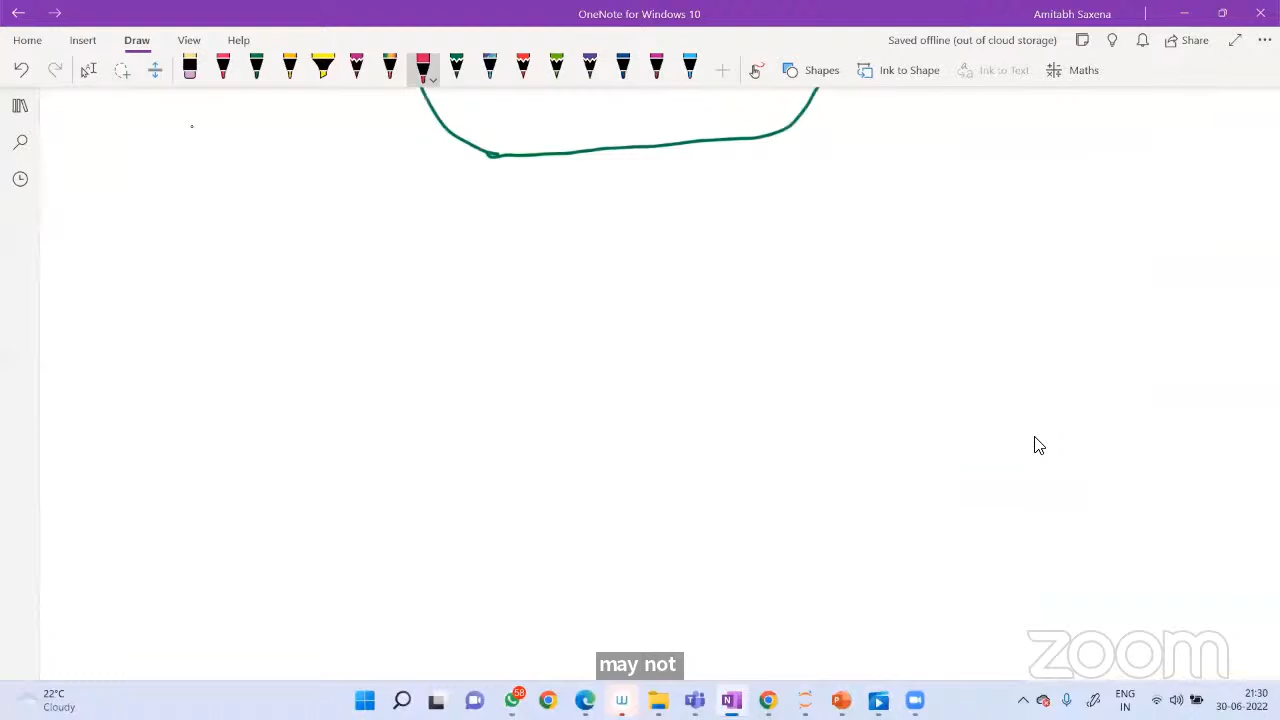 OneNote for Windows 10
Amitabh Saxena
Home Insert Draw View Help
Saved offline (out of cloud storage)
Share
Shapes
Ink to Shape
Ink to Text
Maths
zoom
may not
22°C
Cloudy
58
ENG
IN
21:30
30-06-2022